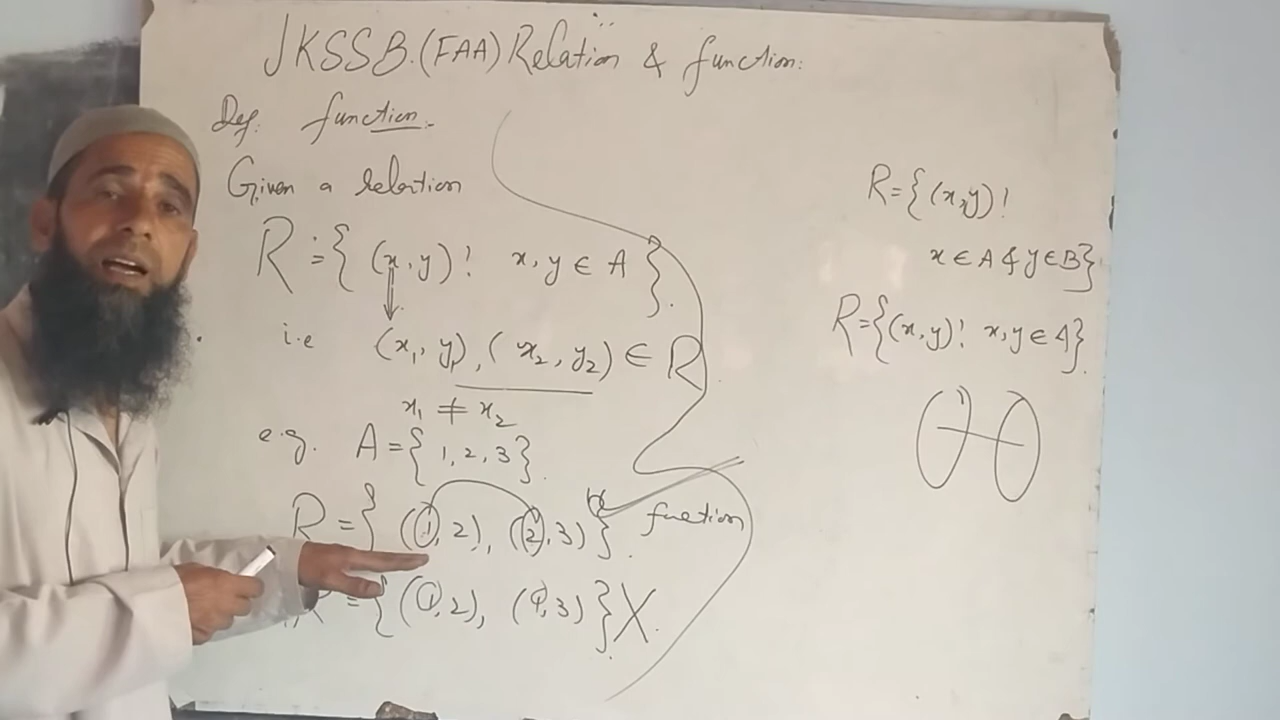 JKSSB.(FAA) Relation & function:
Def. function:
Given a relation
R = { (x, y) ! x, y ∈ A }.
i.e (x₁, y₁), (x₂, y₂) ∈ R
x₁ ≠ x₂
e.g. A = { 1, 2, 3 }
R = { (1, 2), (2, 3) }. function
R = { (1, 2), (1, 3) } X.
R = { (x, y) !
x ∈ A & y ∈ B }
R = { (x, y) ! x, y ∈ A }.